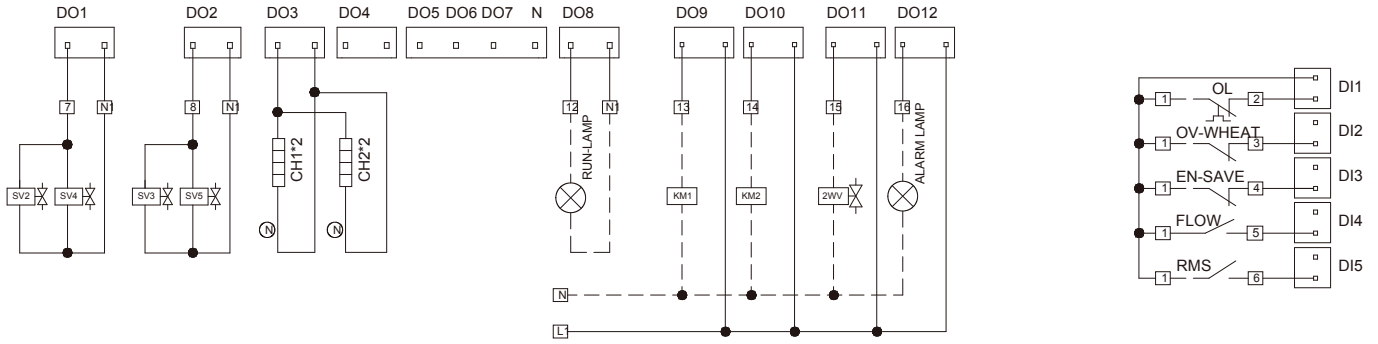 DO1 DO2 DO3 DO4 DO5 DO6 DO7 N DO8 DO9 DO10 DO11 DO12
DI1
OL
1 2
7 N1 8 N1 12 N1 13 14 15 16
OV-WHEAT
DI2
1 3
CH1*2
CH2*2
RUN-LAMP
ALARM LAMP
EN-SAVE
DI3
1 4
SV2 SV4 SV3 SV5 KM1 KM2 2WV
FLOW
DI4
1 5
N N
RMS
DI5
1 6
N
L1